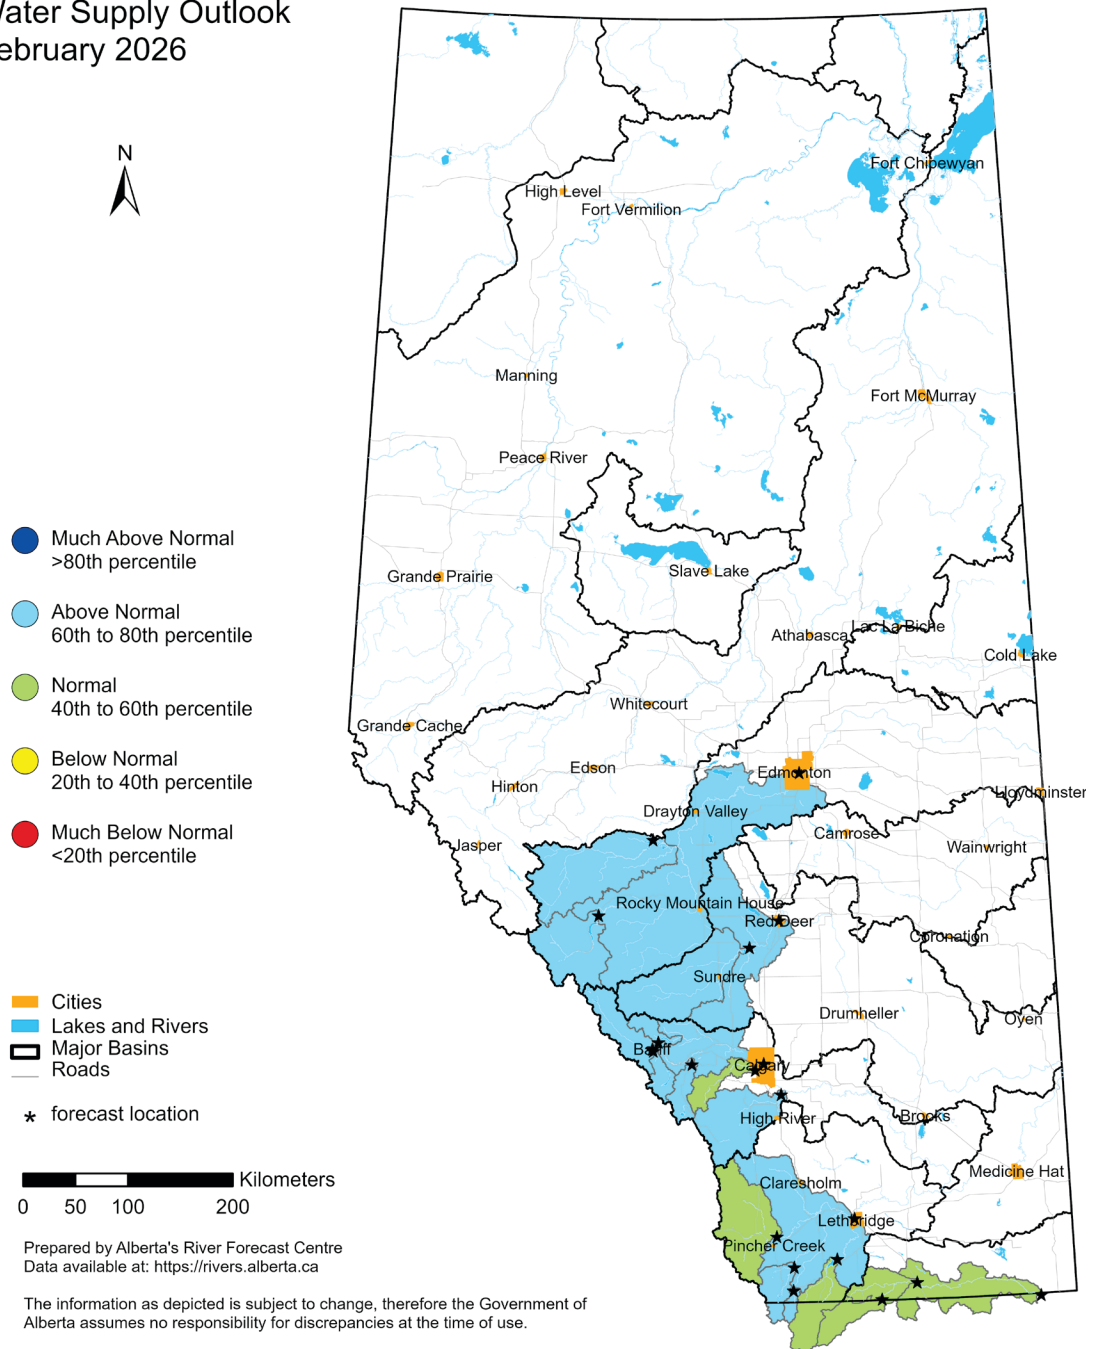 Water Supply Outlook
February 2026
N
Fort Chipewyan
High Level
Fort Vermilion
Manning
Fort McMurray
Peace River
Slave Lake
Grande Prairie
Lac La Biche
Athabasca
Cold Lake
Whitecourt
Grande Cache
Edson
Edmonton
Hinton
Lloydminster
Drayton Valley
Camrose
Jasper
Wainwright
Rocky Mountain House
Red Deer
Coronation
Sundre
Drumheller
Oyen
Banff
Calgary
High River
Brooks
Medicine Hat
Claresholm
Lethbridge
Pincher Creek
Much Above Normal
>80th percentile
Above Normal
60th to 80th percentile
Normal
40th to 60th percentile
Below Normal
20th to 40th percentile
Much Below Normal
<20th percentile
Cities
Lakes and Rivers
Major Basins
Roads
forecast location
Kilometers
0 50 100 200
Prepared by Alberta's River Forecast Centre
Data available at: https://rivers.alberta.ca
The information as depicted is subject to change, therefore the Government of
Alberta assumes no responsibility for discrepancies at the time of use.